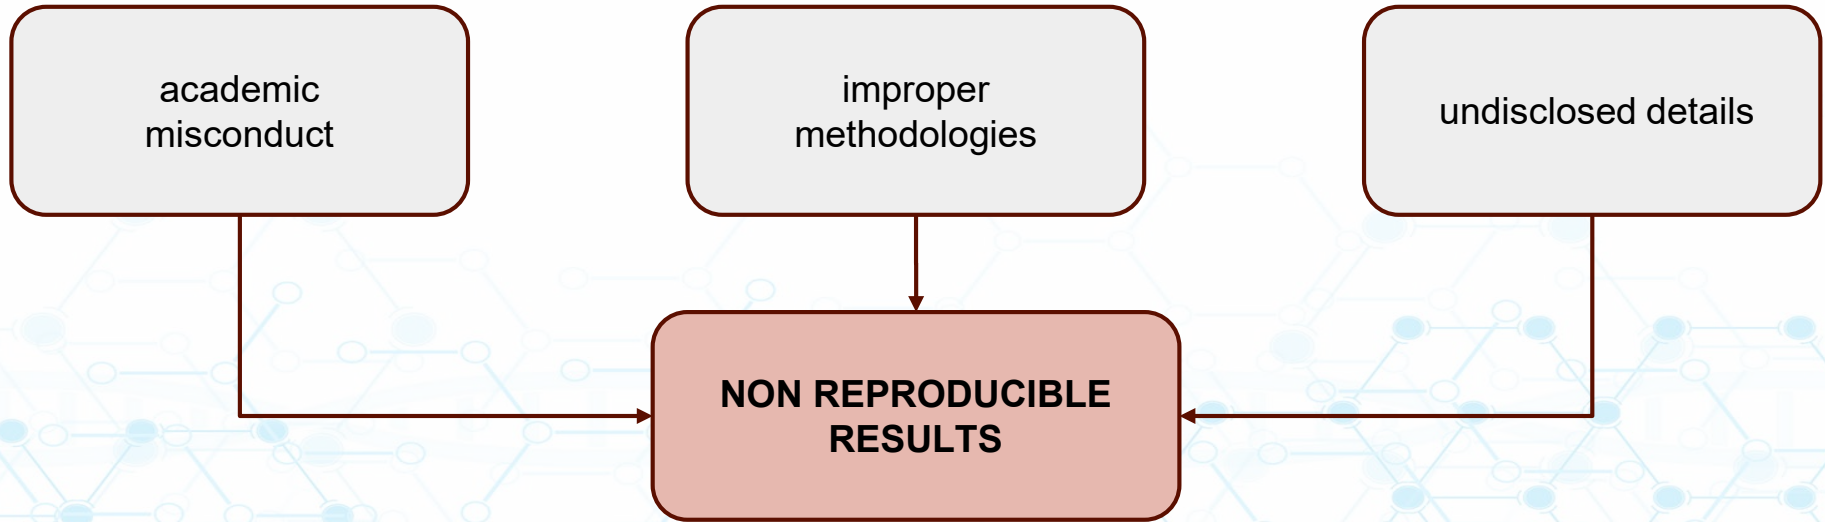 academic
misconduct
improper
methodologies
undisclosed details
NON REPRODUCIBLE
RESULTS